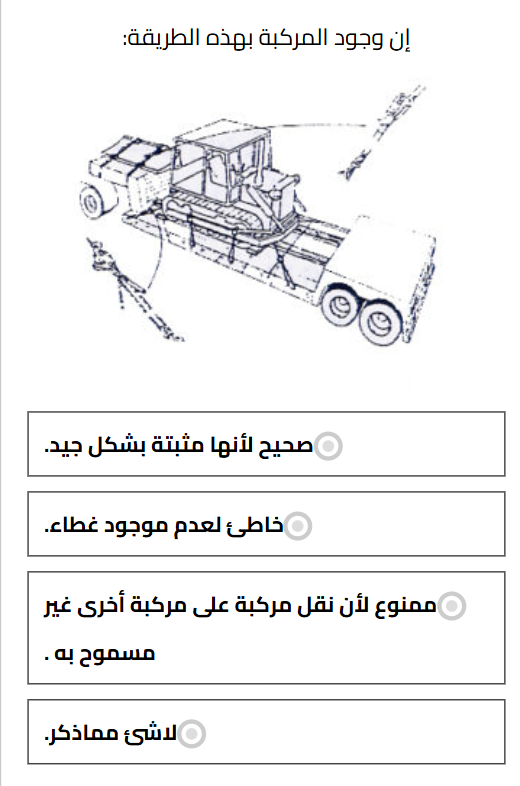 إن وجود المركبة بهذه الطريقة:
صحيح لأنها مثبتة بشكل جيد.
خاطئ لعدم موجود غطاء.
ممنوع لأن نقل مركبة على مركبة أخرى غير
مسموح به .
لاشئ مماذكر.